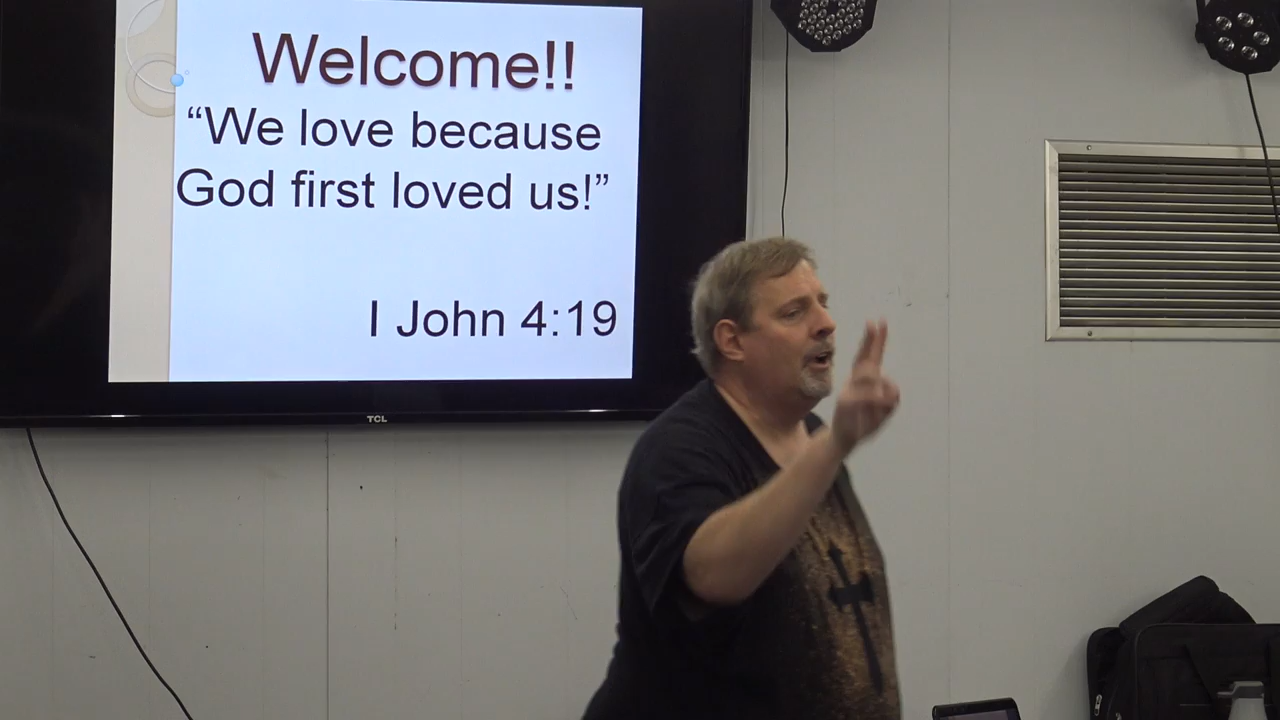 Welcome!!
“We love because
God first loved us!”
I John 4:19
TCL